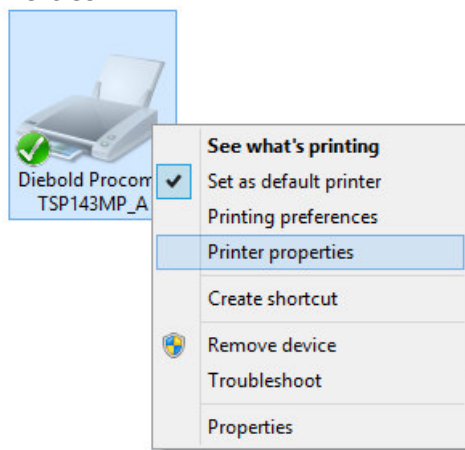 Diebold Procom
TSP143MP_A
See what's printing
Set as default printer
Printing preferences
Printer properties
Create shortcut
Remove device
Troubleshoot
Properties